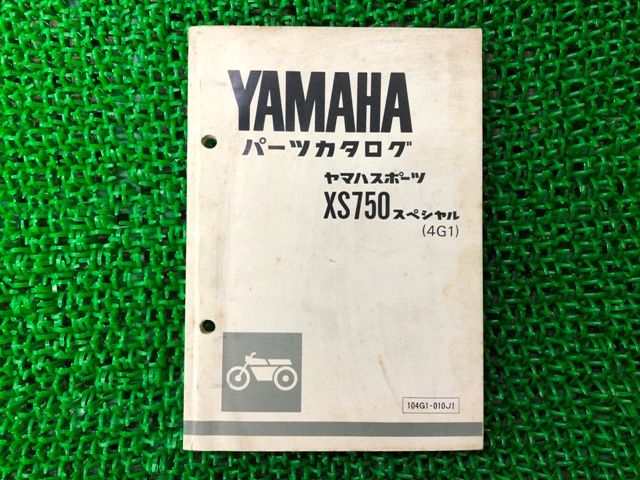 YAMAHA
パーツカタログ
ヤマハスポーツ
XS750スペシャル
(4G1)
104G1-010J1